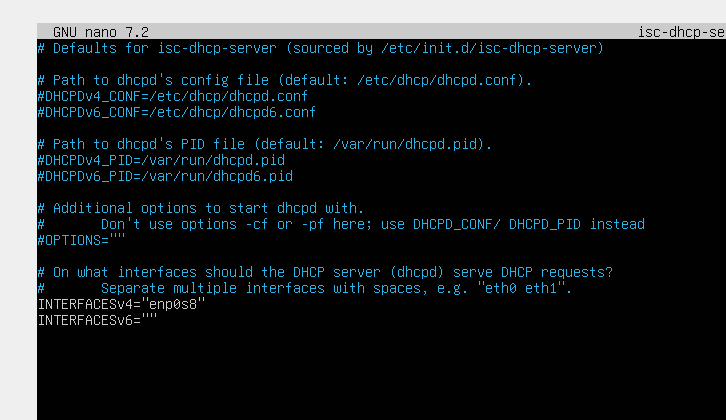 GNU nano 7.2 isc-dhcp-se
# Defaults for isc-dhcp-server (sourced by /etc/init.d/isc-dhcp-server)
# Path to dhcpd's config file (default: /etc/dhcp/dhcpd.conf).
#DHCPDv4_CONF=/etc/dhcp/dhcpd.conf
#DHCPDv6_CONF=/etc/dhcp/dhcpd6.conf
# Path to dhcpd's PID file (default: /var/run/dhcpd.pid).
#DHCPDv4_PID=/var/run/dhcpd.pid
#DHCPDv6_PID=/var/run/dhcpd6.pid
# Additional options to start dhcpd with.
#       Don't use options -cf or -pf here; use DHCPD_CONF/ DHCPD_PID instead
#OPTIONS=""
# On what interfaces should the DHCP server (dhcpd) serve DHCP requests?
#       Separate multiple interfaces with spaces, e.g. "eth0 eth1".
INTERFACESv4="enp0s8"
INTERFACESv6=""